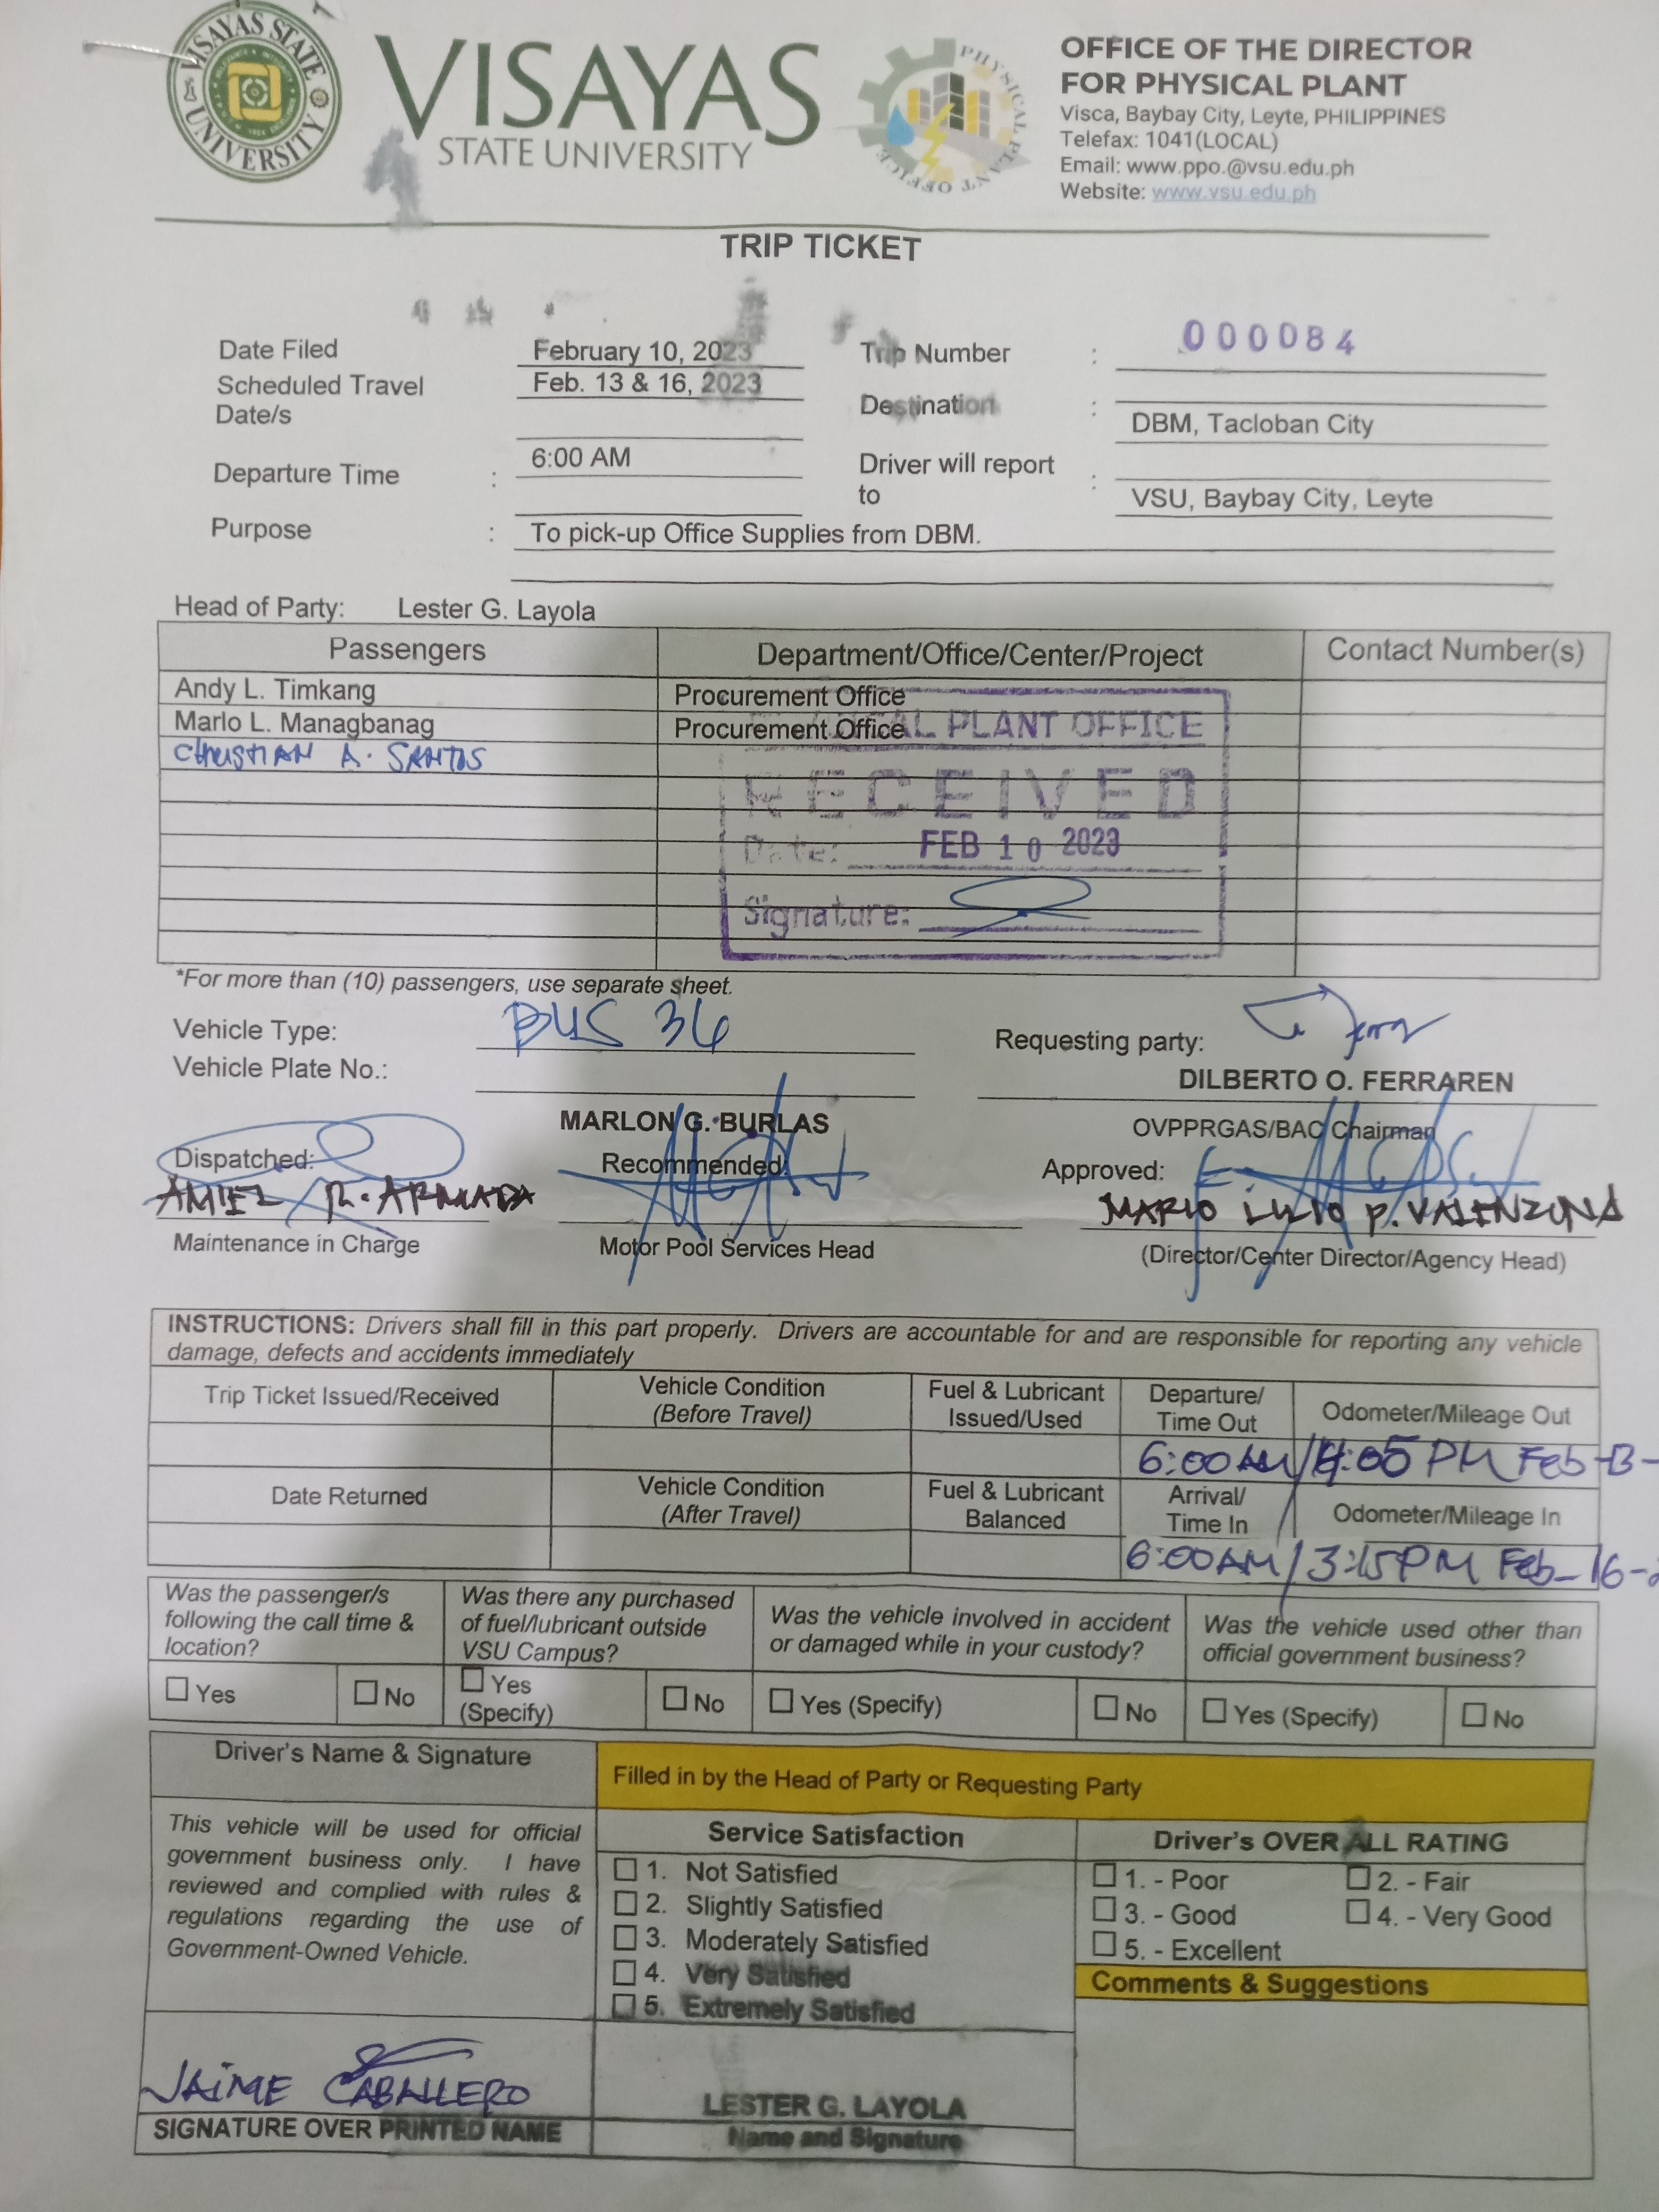 VISAYAS STATE UNIVERSITY
VISAYAS
STATE UNIVERSITY
PHYSICAL PLANT OFFICE
OFFICE OF THE DIRECTOR
FOR PHYSICAL PLANT
Visca, Baybay City, Leyte, PHILIPPINES
Telefax: 1041(LOCAL)
Email: www.ppo.@vsu.edu.ph
Website: www.vsu.edu.ph
TRIP TICKET
Date Filed February 10, 2023 Trip Number : 000084
Scheduled Travel Date/s Feb. 13 & 16, 2023 Destination : DBM, Tacloban City
Departure Time : 6:00 AM Driver will report to : VSU, Baybay City, Leyte
Purpose : To pick-up Office Supplies from DBM.
Head of Party: Lester G. Layola
Passengers Department/Office/Center/Project Contact Number(s)
Andy L. Timkang Procurement Office
Marlo L. Managbanag Procurement Office
CHRISTIAN A. SANTOS
AL PLANT OFFICE
RECEIVED
Date: FEB 10 2023
Signature:
*For more than (10) passengers, use separate sheet.
Vehicle Type: BUS 36 Requesting party:
Vehicle Plate No.: DILBERTO O. FERRAREN
MARLON G. BURLAS OVPPRGAS/BAC Chairman
Dispatched: Recommended: Approved:
AMIEL R. ARMADA MARIO LILIO P. VALENZONA
Maintenance in Charge Motor Pool Services Head (Director/Center Director/Agency Head)
INSTRUCTIONS: Drivers shall fill in this part properly. Drivers are accountable for and are responsible for reporting any vehicle
damage, defects and accidents immediately
Trip Ticket Issued/Received Vehicle Condition (Before Travel) Fuel & Lubricant Issued/Used Departure/ Time Out Odometer/Mileage Out
6:00 AM / :05 PM Feb-13-
Date Returned Vehicle Condition (After Travel) Fuel & Lubricant Balanced Arrival/ Time In Odometer/Mileage In
6:00AM / 3:15PM Feb-16-
Was the passenger/s following the call time & location? Was there any purchased of fuel/lubricant outside VSU Campus? Was the vehicle involved in accident or damaged while in your custody? Was the vehicle used other than official government business?
Yes No Yes (Specify) No Yes (Specify) No Yes (Specify) No
Driver's Name & Signature
Filled in by the Head of Party or Requesting Party
This vehicle will be used for official
government business only. I have
reviewed and complied with rules &
regulations regarding the use of
Government-Owned Vehicle.
Service Satisfaction
1. Not Satisfied
2. Slightly Satisfied
3. Moderately Satisfied
4. Very Satisfied
5. Extremely Satisfied
Driver's OVER ALL RATING
1. - Poor 2. - Fair
3. - Good 4. - Very Good
5. - Excellent
Comments & Suggestions
JAIME CABALLERO
SIGNATURE OVER PRINTED NAME
LESTER G. LAYOLA
Name and Signature